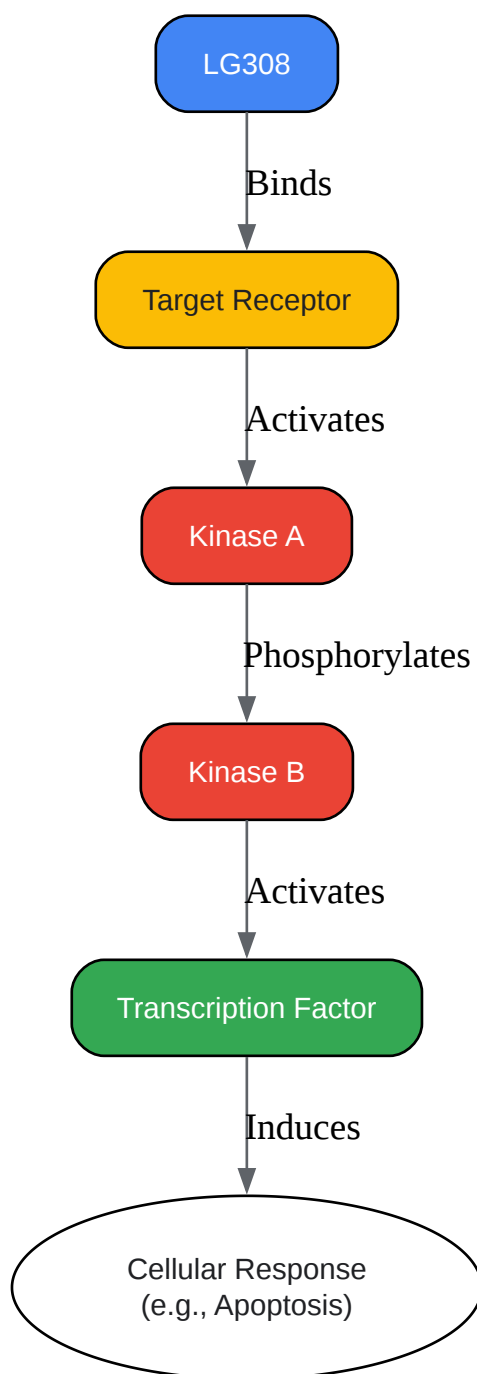 LG308
Binds
Target Receptor
Activates
Kinase A
Phosphorylates
Kinase B
Activates
Transcription Factor
Induces
Cellular Response
(e.g., Apoptosis)